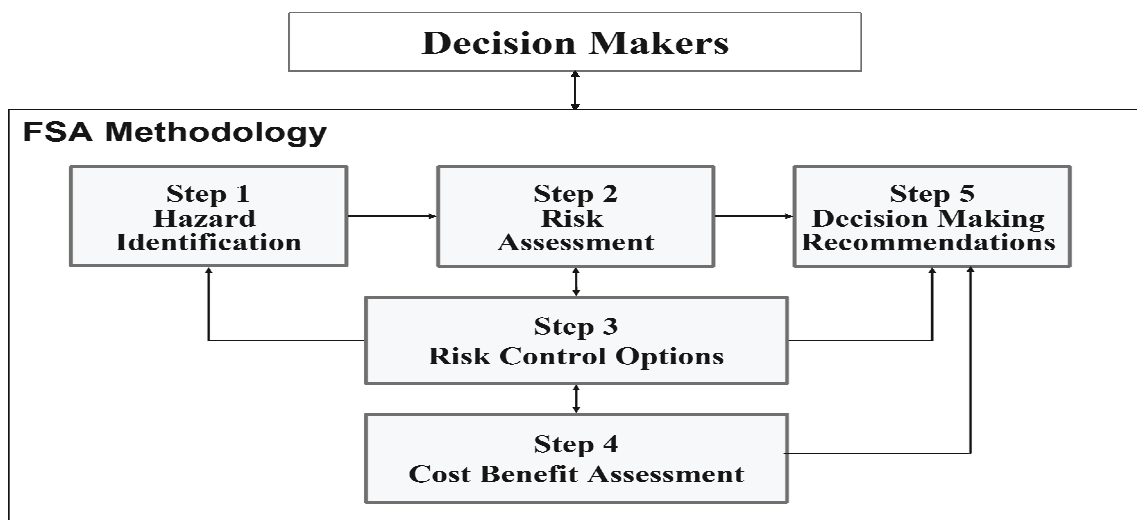 Decision Makers
FSA Methodology
Step 1
Hazard
Identification
Step 2
Risk
Assessment
Step 5
Decision Making
Recommendations
Step 3
Risk Control Options
Step 4
Cost Benefit Assessment